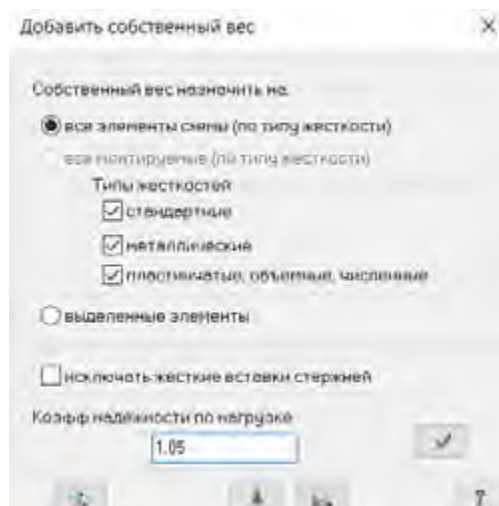 Добавить собственный вес
Собственный вес назначить на
все элементы схемы (по типу жесткости)
все монтируемые (по типу жесткости)
Типы жесткостей
стандартные
металлические
пластинчатые, объемные, численные
выделенные элементы
исключать жесткие вставки стержней
Коэфф надежности по нагрузке
1.05
?